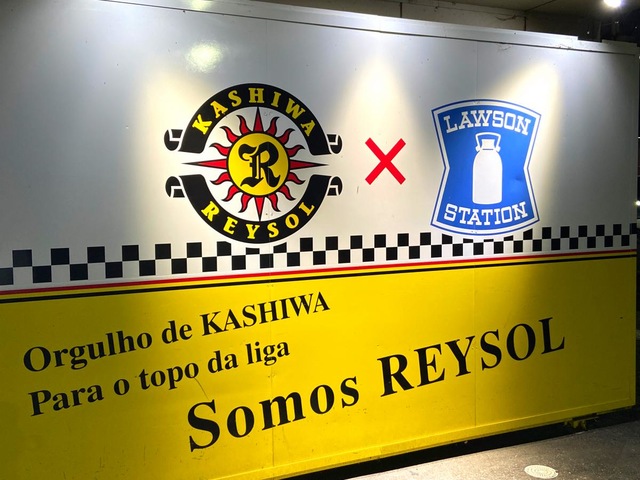 KASHIWA
R
REYSOL
×
LAWSON
STATION
Orgulho de KASHIWA
Para o topo da liga
Somos REYSOL